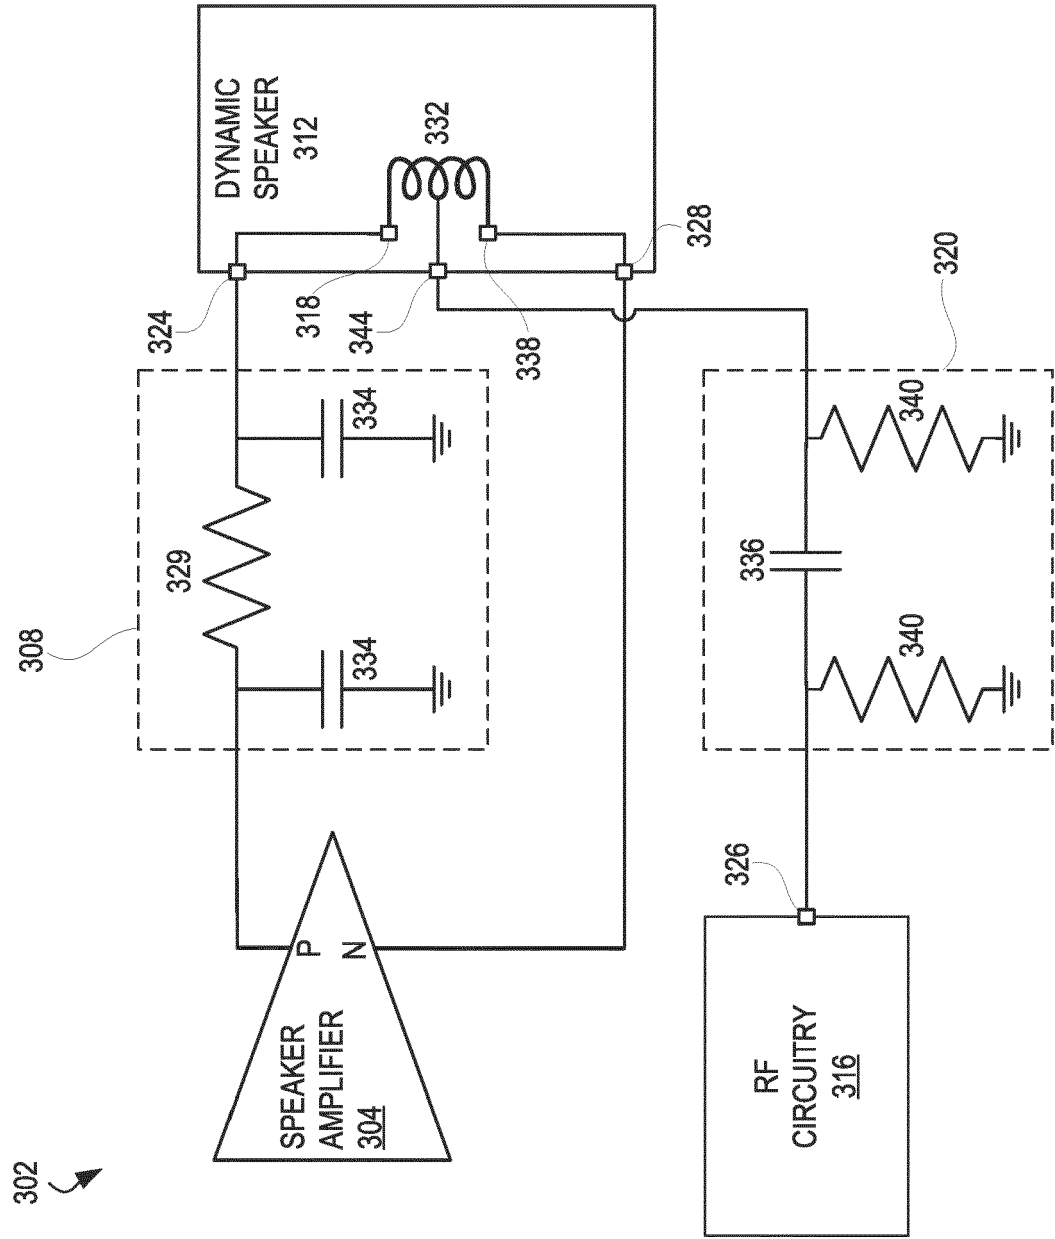 302
SPEAKER
AMPLIFIER
304
P
N
308
329
334
334
324
318
344
338
DYNAMIC
SPEAKER
312
332
328
320
336
340
340
326
RF
CIRCUITRY
316